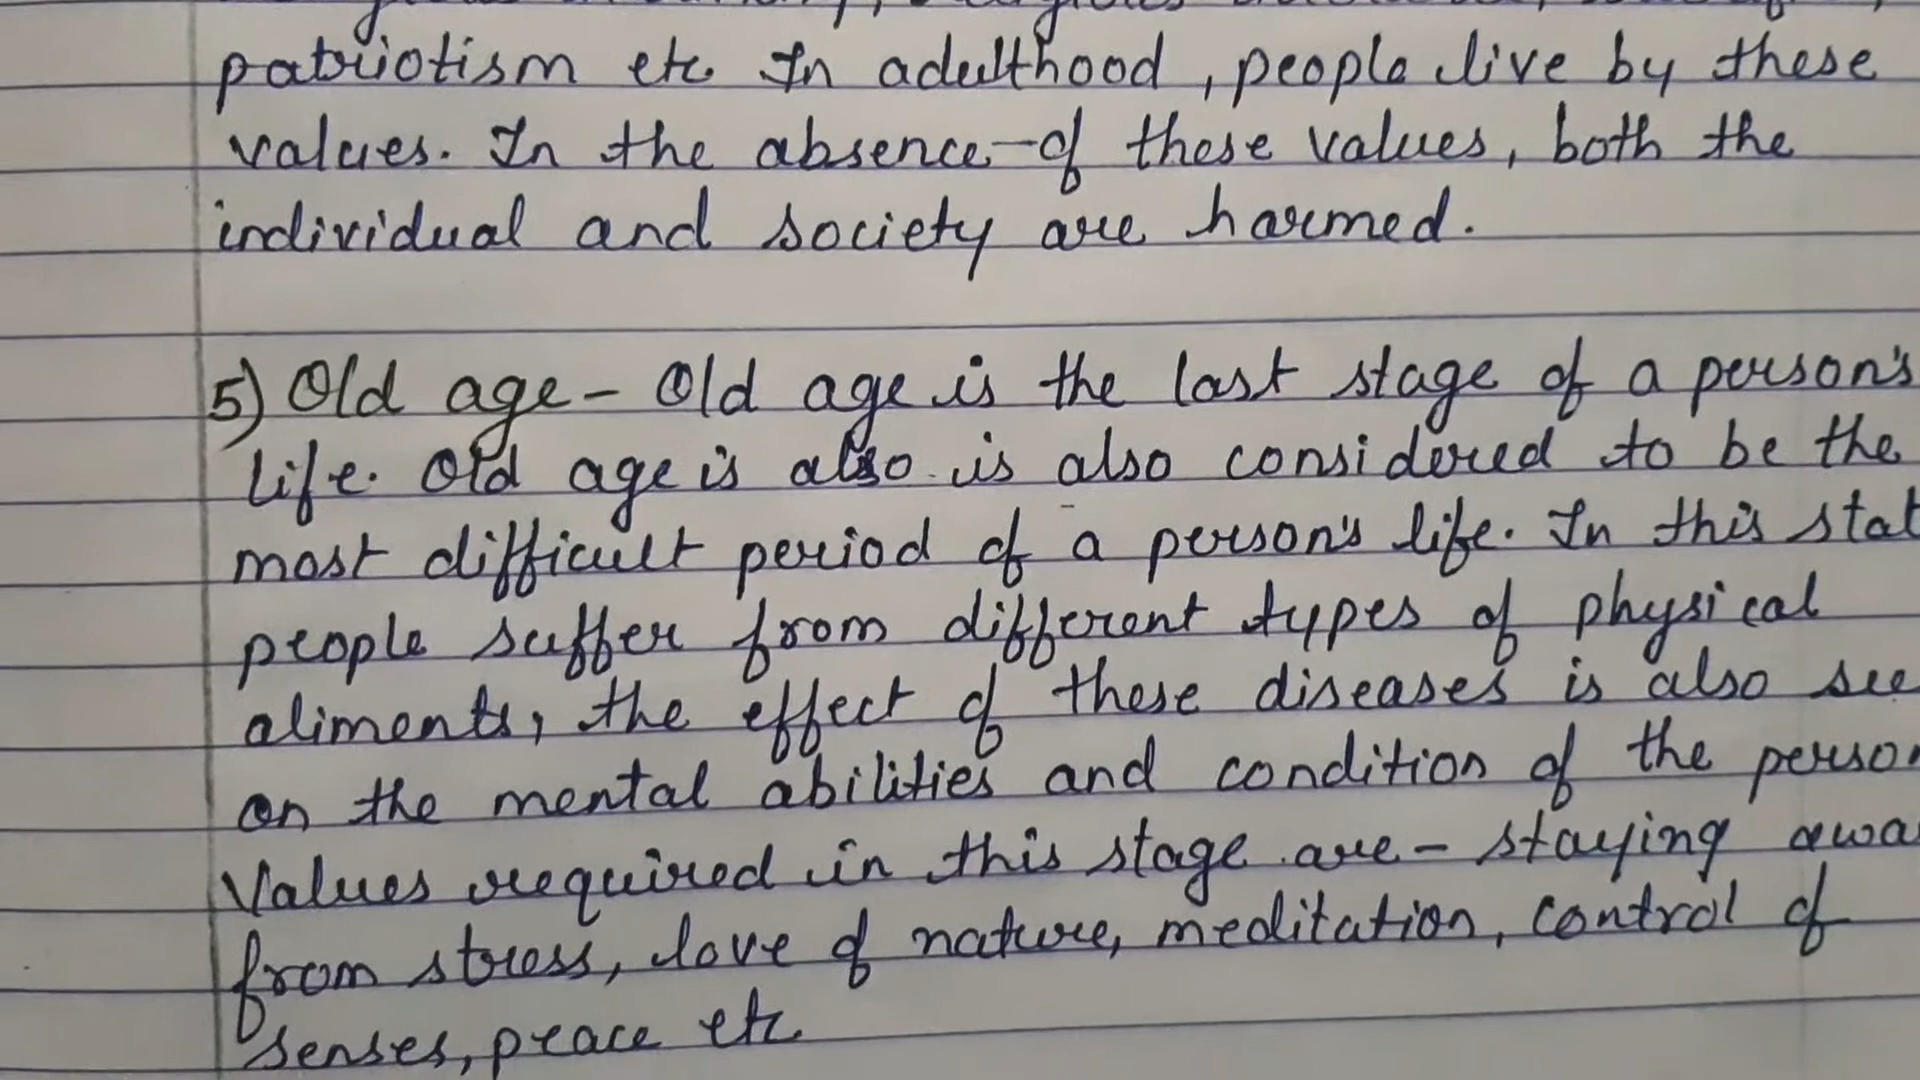 patriotism etc In adulthood, people live by these
values. In the absence of these values, both the
individual and society are harmed.
5) Old age - Old age is the last stage of a person's
life. Old age is also is also considered to be the
most difficult period of a person's life. In this stat
people suffer from different types of physical
aliments, the effect of these diseases is also see
on the mental abilities and condition of the person
Values required in this stage are - staying awa
from stress, love of nature, meditation, control of
senses, peace etc